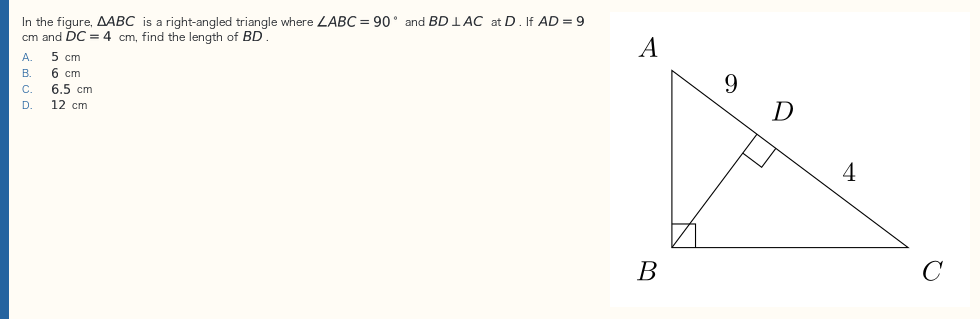 In the figure, ΔABC is a right-angled triangle where ∠ABC = 90° and BD ⊥ AC at D . If AD = 9
cm and DC = 4 cm, find the length of BD .
A. 5 cm
B. 6 cm
C. 6.5 cm
D. 12 cm
A
9
D
4
B
C